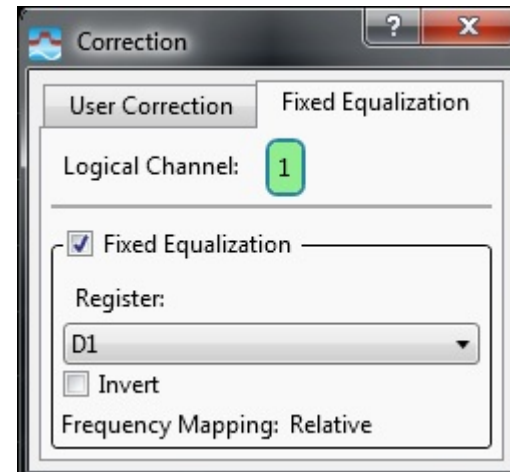 Correction
?
X
User Correction
Fixed Equalization
Logical Channel: 1
Fixed Equalization
Register:
D1
Invert
Frequency Mapping: Relative